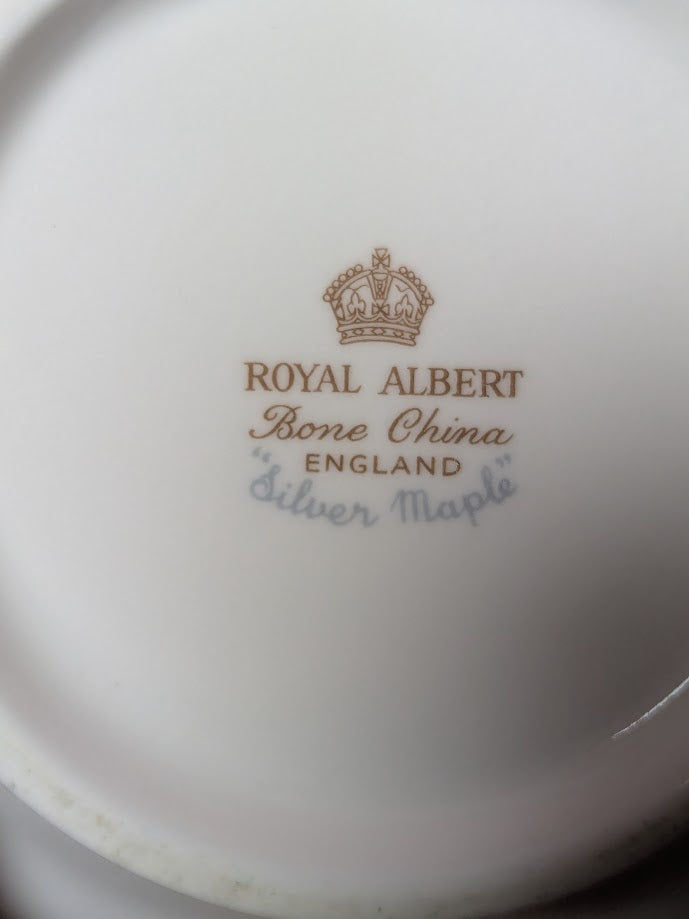 ROYAL ALBERT
Bone China
ENGLAND
"Silver Maple"